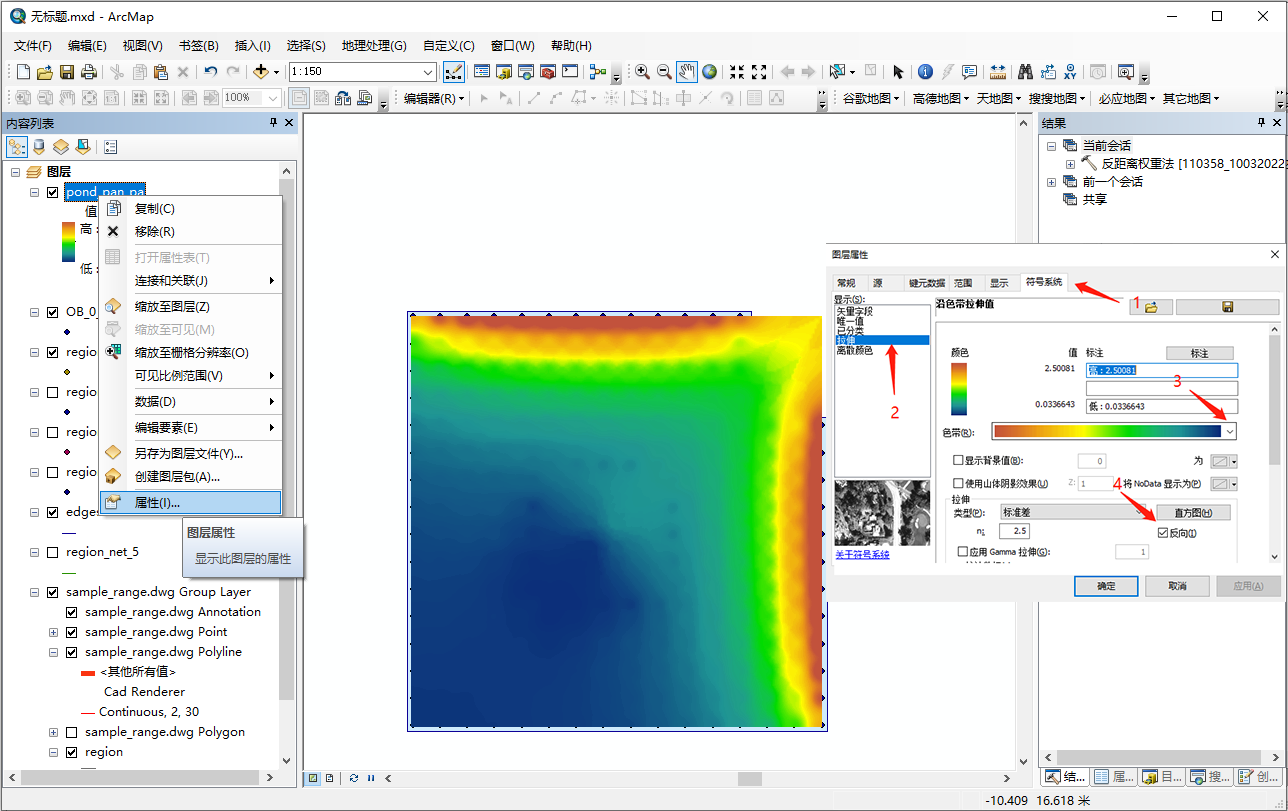 无标题.mxd - ArcMap
文件(F) 编辑(E) 视图(V) 书签(B) 插入(I) 选择(S) 地理处理(G) 自定义(C) 窗口(W) 帮助(H)
1:150
100% 编辑器(R) 谷歌地图 高德地图 天地图 搜搜地图 必应地图 其它地图
内容列表
图层
pond_pan_pa
值
高 :
低 :
OB_0_
regio
regio
regio
regio
edges
region_net_5
sample_range.dwg Group Layer
sample_range.dwg Annotation
sample_range.dwg Point
sample_range.dwg Polyline
<其他所有值>
Cad Renderer
Continuous, 2, 30
sample_range.dwg Polygon
region
复制(C)
移除(R)
打开属性表(T)
连接和关联(J)
缩放至图层(Z)
缩放至可见(M)
缩放至栅格分辨率(O)
可见比例范围(V)
数据(D)
编辑要素(E)
另存为图层文件(Y)...
创建图层包(A)...
属性(I)...
图层属性
显示此图层的属性
结果
当前会话
反距离权重法 [110358_10032022
前一个会话
共享
图层属性
常规 源 键元数据 范围 显示 符号系统
1
显示(S):
矢量字段
唯一值
已分类
拉伸
离散颜色
2
关于符号系统
沿色带拉伸值
颜色 值 标注 标注
2.50081 高 : 2.50081
3
0.0336643 低 : 0.0336643
色带(R):
显示背景值(B): 0 为
使用山体阴影效果(U) Z: 1 将 NoData 显示为(P)
4
拉伸
类型(P): 标准差 直方图(H)
n: 2.5 反向(I)
应用 Gamma 拉伸(G): 1
确定 取消 应用(A)
结... 属... 目... 搜... 创...
-10.409 16.618 米